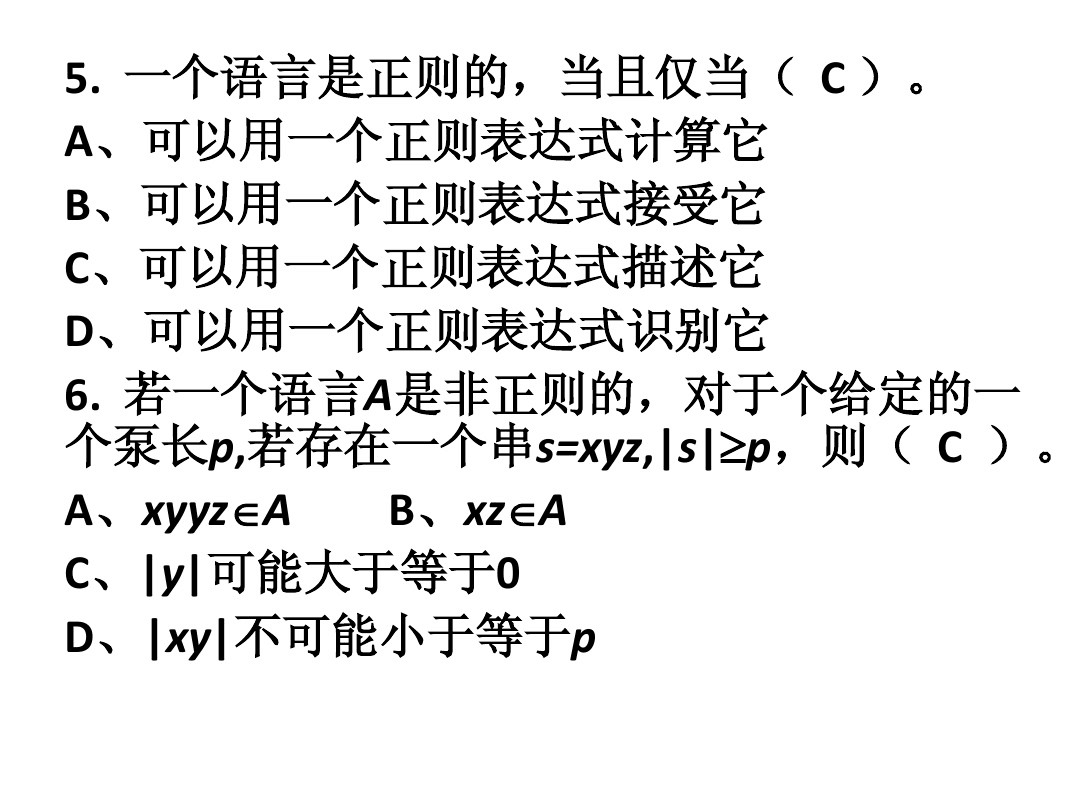 5. 一个语言是正则的，当且仅当（ C ）。
A、可以用一个正则表达式计算它
B、可以用一个正则表达式接受它
C、可以用一个正则表达式描述它
D、可以用一个正则表达式识别它
6. 若一个语言A是非正则的，对于个给定的一
个泵长p,若存在一个串s=xyz,|s|≥p，则（ C ）。
A、xyyz∈A B、xz∈A
C、|y|可能大于等于0
D、|xy|不可能小于等于p